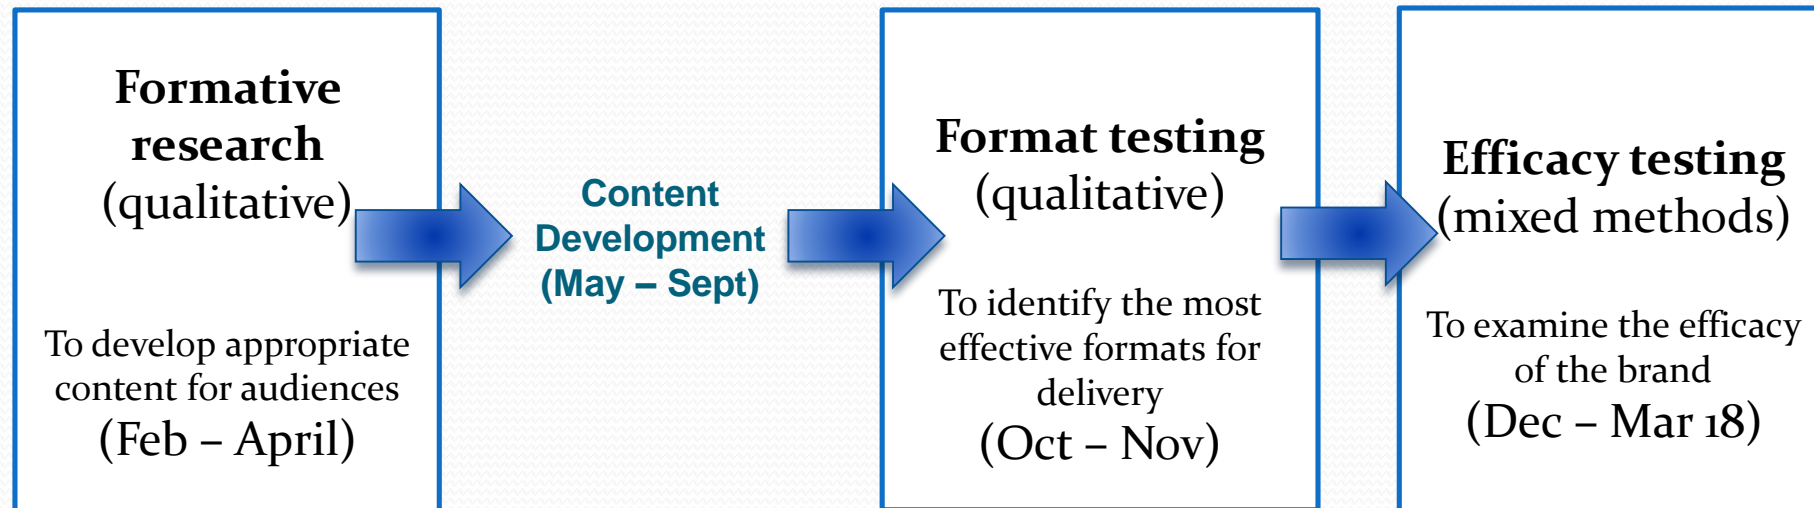 Formative
research
(qualitative)
To develop appropriate
content for audiences
(Feb – April)
Content
Development
(May – Sept)
Format testing
(qualitative)
To identify the most
effective formats for
delivery
(Oct – Nov)
Efficacy testing
(mixed methods)
To examine the efficacy
of the brand
(Dec – Mar 18)